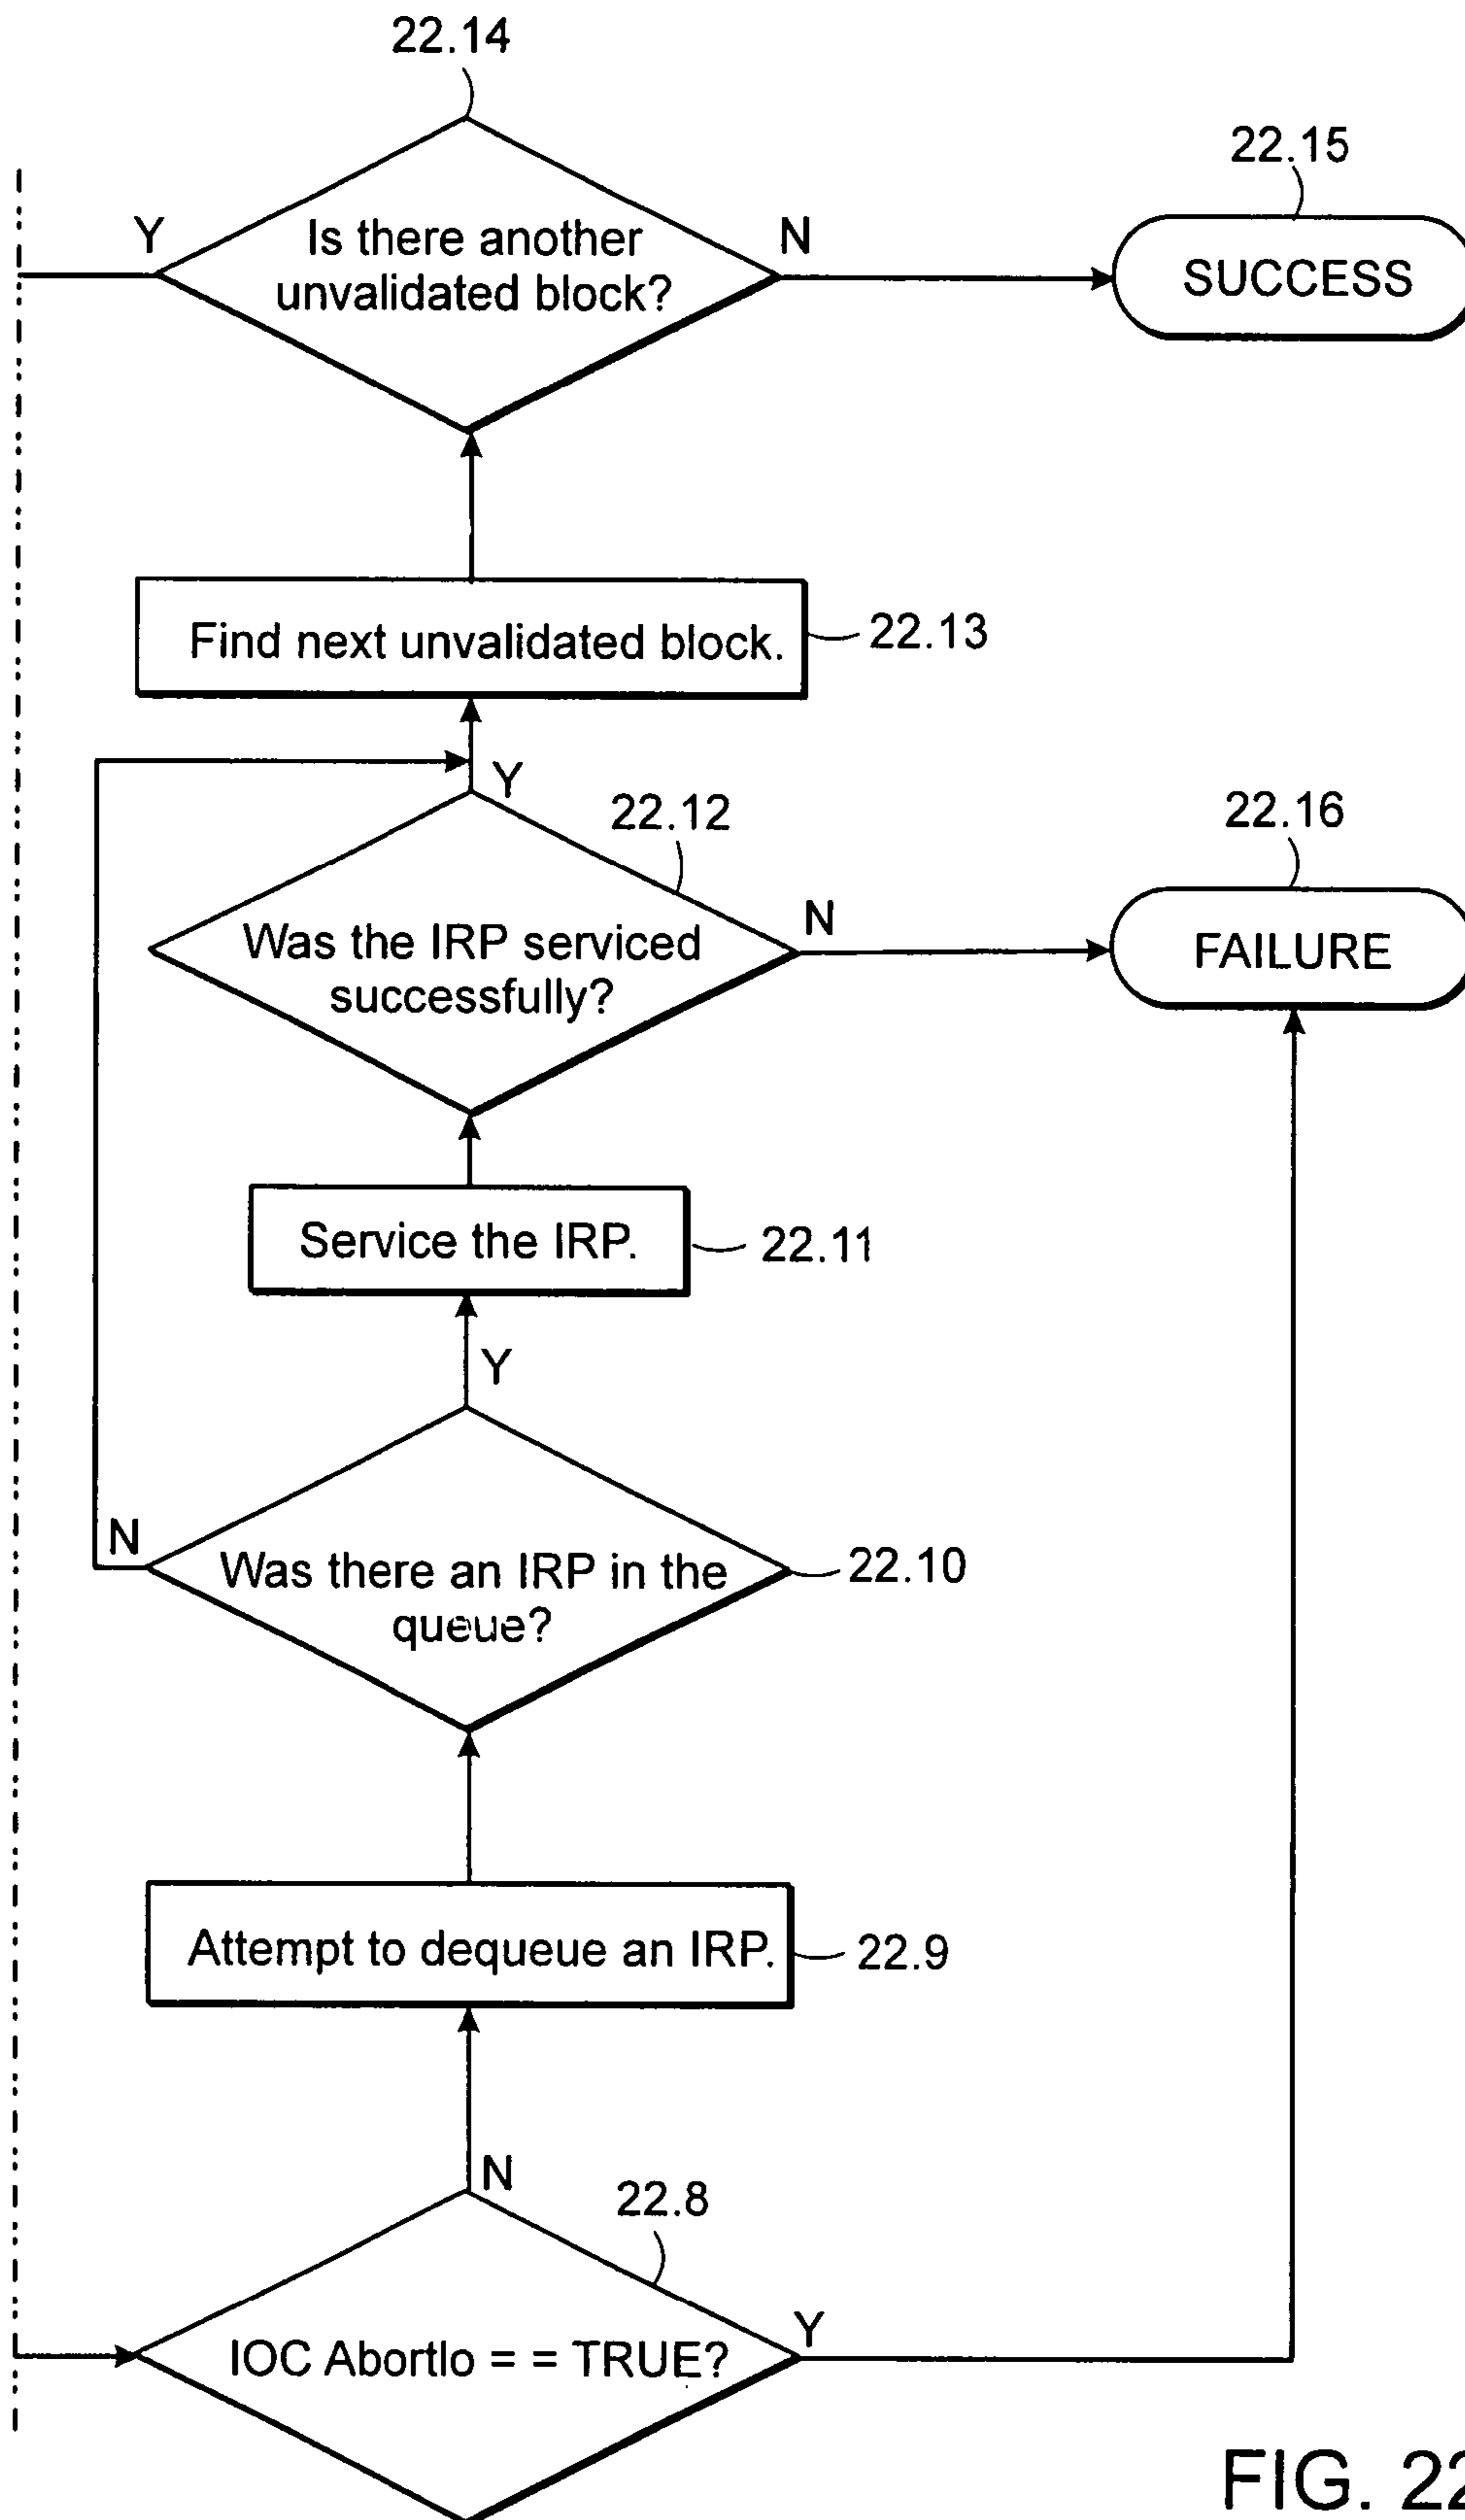 22.14
22.15
Y
N
Is there another
unvalidated block?
SUCCESS
Find next unvalidated block.
22.13
Y
22.12
22.16
N
Was the IRP serviced
successfully?
FAILURE
Service the IRP.
22.11
Y
N
Was there an IRP in the
queue?
22.10
Attempt to dequeue an IRP.
22.9
N
22.8
Y
IOC AbortIo = = TRUE?
FIG. 22